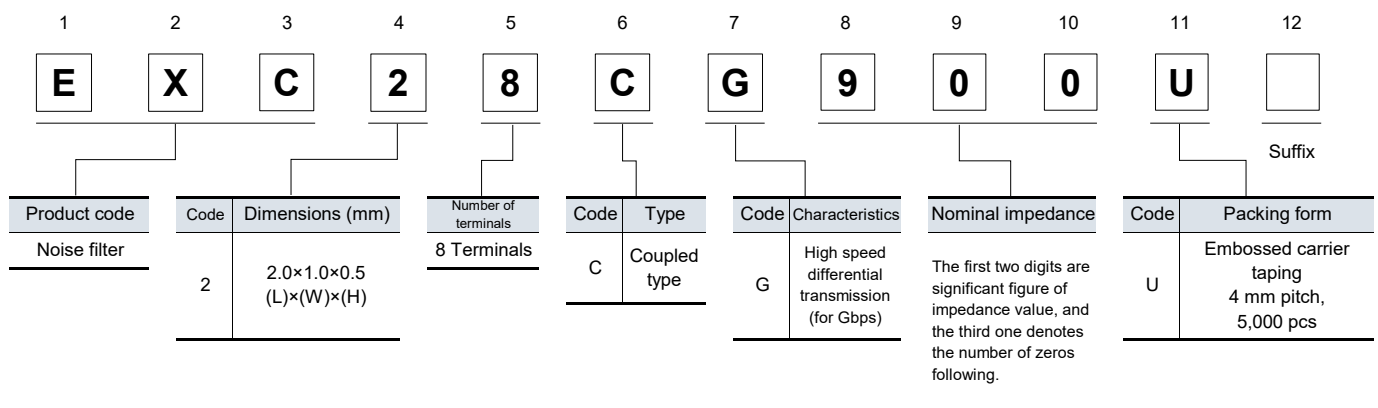 1 2 3 4 5 6 7 8 9 10 11 12
E X C 2 8 C G 9 0 0 U
Suffix
Product code
Noise filter
Code Dimensions (mm)
2
2.0×1.0×0.5
(L)×(W)×(H)
Number of
terminals
8 Terminals
Code Type
C
Coupled
type
Code Characteristics
G
High speed
differential
transmission
(for Gbps)
Nominal impedance
The first two digits are
significant figure of
impedance value, and
the third one denotes
the number of zeros
following.
Code Packing form
U
Embossed carrier
taping
4 mm pitch,
5,000 pcs